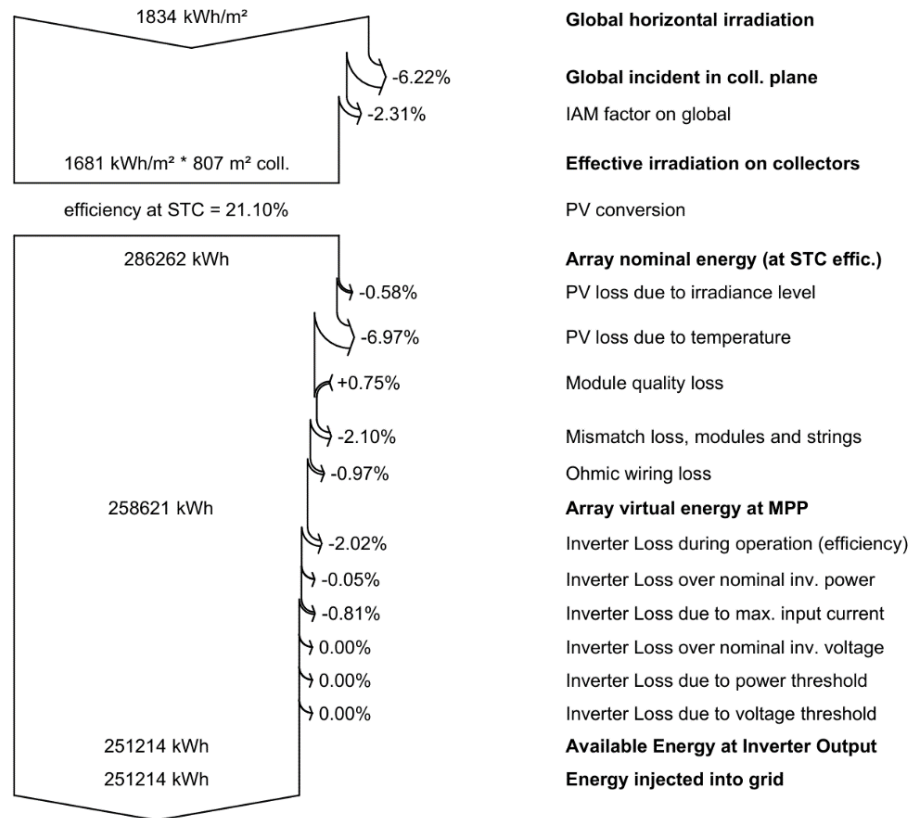 1834 kWh/m² Global horizontal irradiation
-6.22% Global incident in coll. plane
-2.31% IAM factor on global
1681 kWh/m² * 807 m² coll. Effective irradiation on collectors
efficiency at STC = 21.10% PV conversion
286262 kWh Array nominal energy (at STC effic.)
-0.58% PV loss due to irradiance level
-6.97% PV loss due to temperature
+0.75% Module quality loss
-2.10% Mismatch loss, modules and strings
-0.97% Ohmic wiring loss
258621 kWh Array virtual energy at MPP
-2.02% Inverter Loss during operation (efficiency)
-0.05% Inverter Loss over nominal inv. power
-0.81% Inverter Loss due to max. input current
0.00% Inverter Loss over nominal inv. voltage
0.00% Inverter Loss due to power threshold
0.00% Inverter Loss due to voltage threshold
251214 kWh Available Energy at Inverter Output
251214 kWh Energy injected into grid